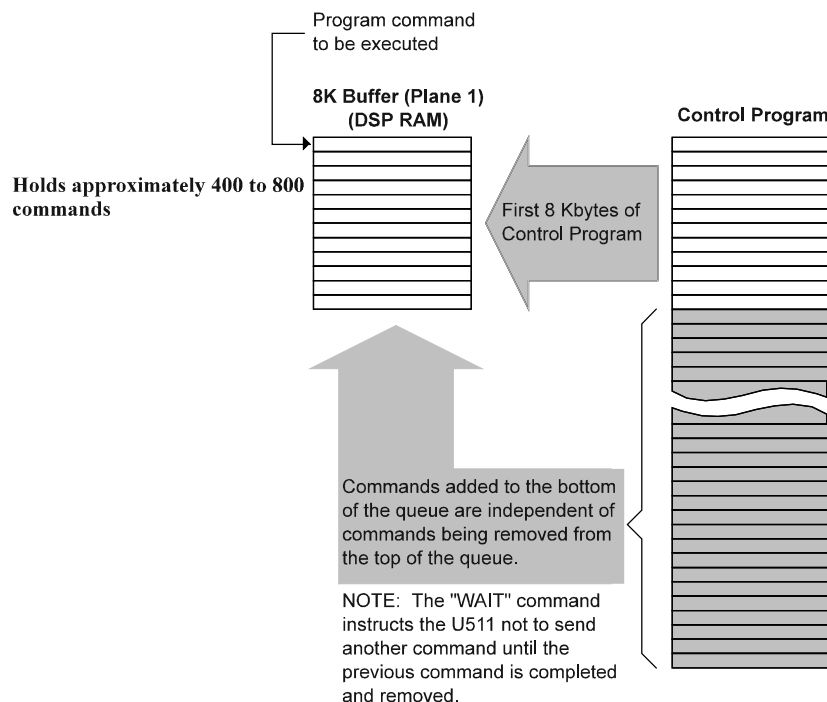 Program command
to be executed
8K Buffer (Plane 1)
(DSP RAM)
Control Program
Holds approximately 400 to 800
commands
First 8 Kbytes of
Control Program
Commands added to the bottom
of the queue are independent of
commands being removed from
the top of the queue.
NOTE: The "WAIT" command
instructs the U511 not to send
another command until the
previous command is completed
and removed.